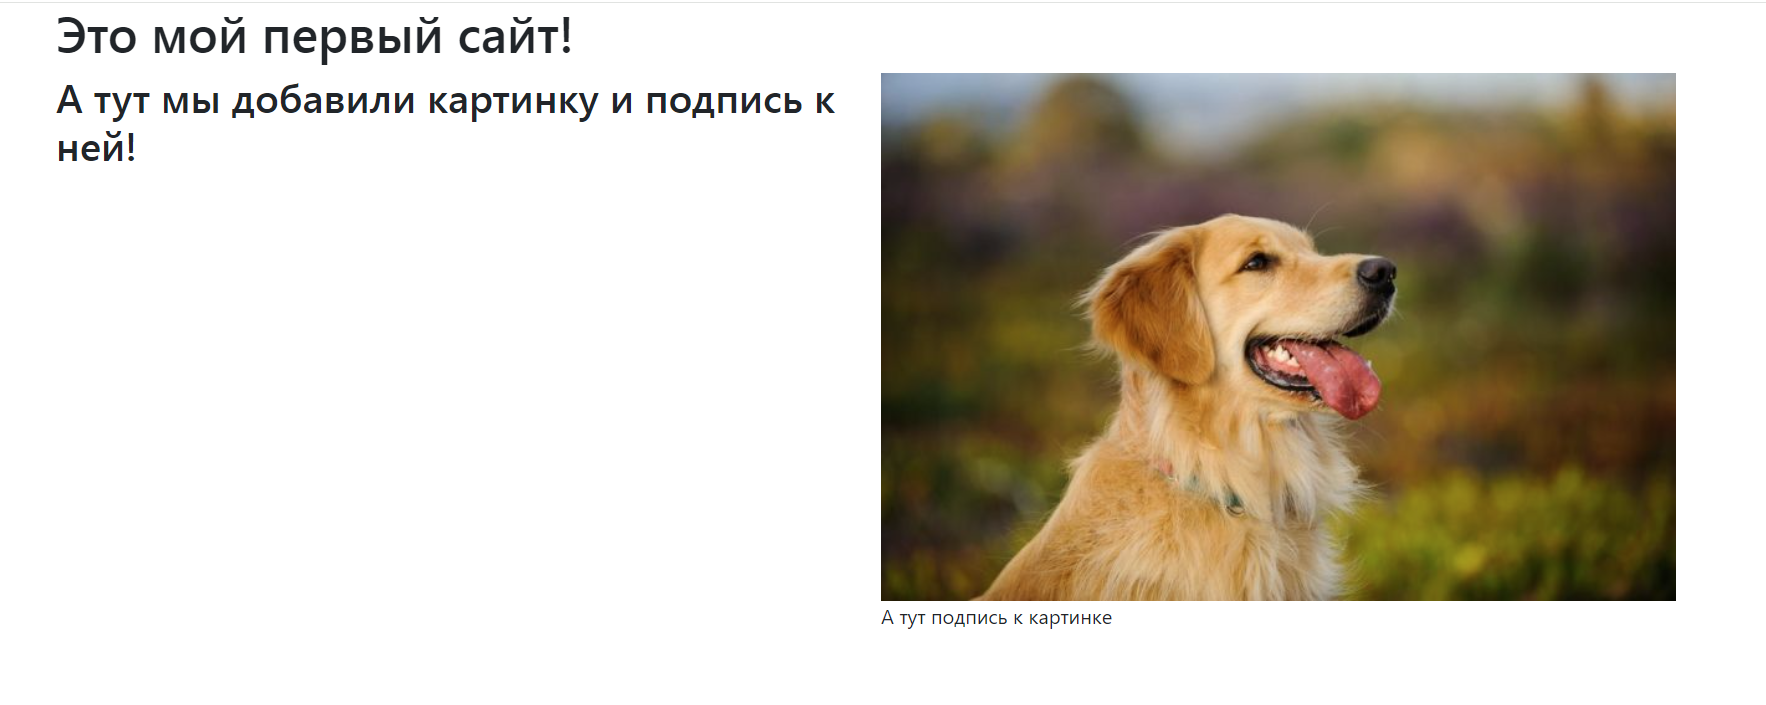 Это мой первый сайт!
А тут мы добавили картинку и подпись к
ней!
А тут подпись к картинке